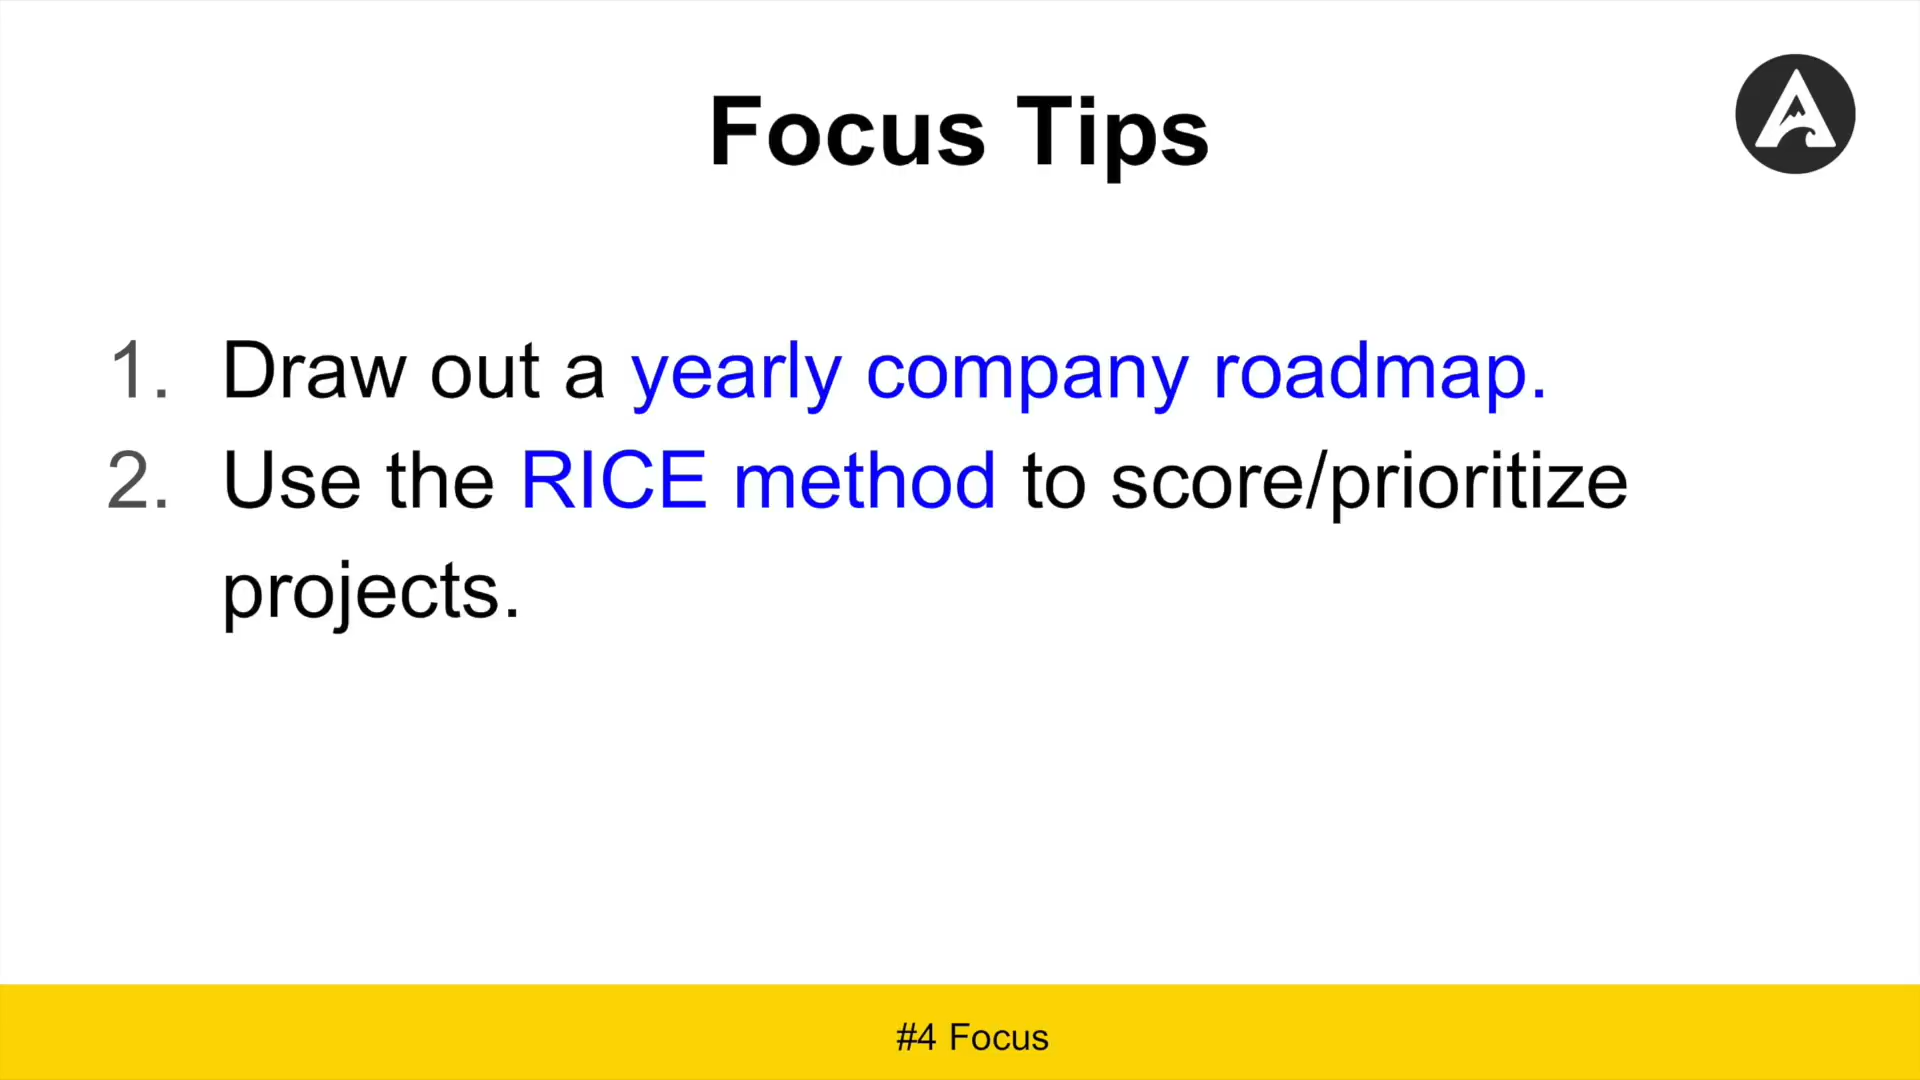 Focus Tips
1. Draw out a yearly company roadmap.
2. Use the RICE method to score/prioritize
projects.
#4 Focus